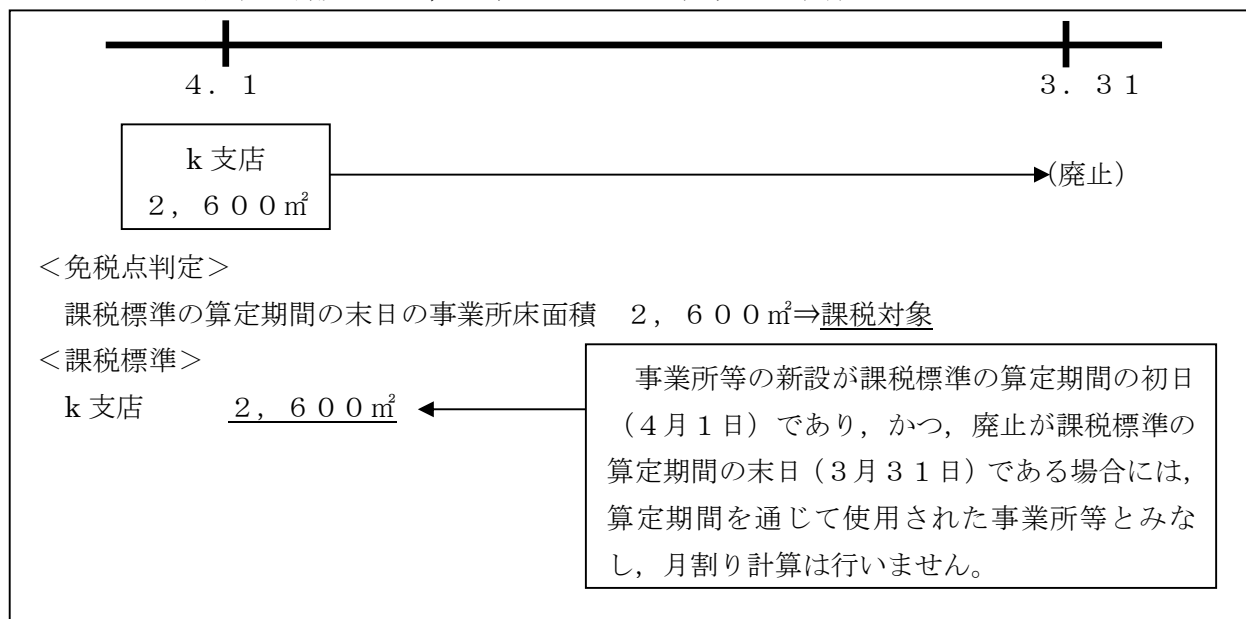 ４．１
３．３１
k 支店
２，６００㎡
(廃止）
＜免税点判定＞
課税標準の算定期間の末日の事業所床面積　２，６００㎡⇒課税対象
＜課税標準＞
k 支店　２，６００㎡
事業所等の新設が課税標準の算定期間の初日
（４月１日）であり，かつ，廃止が課税標準の
算定期間の末日（３月３１日）である場合には，
算定期間を通じて使用された事業所等とみな
し，月割り計算は行いません。